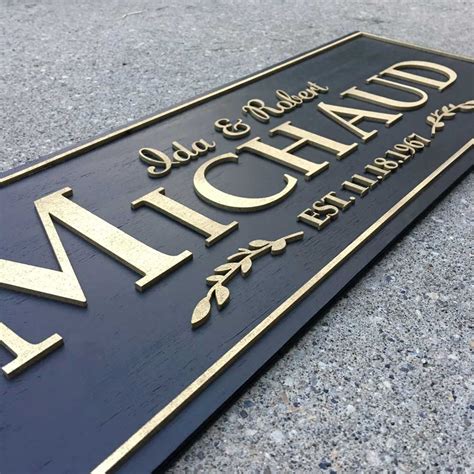 Ida & Robert
MICHAUD
EST. 11.18.1967